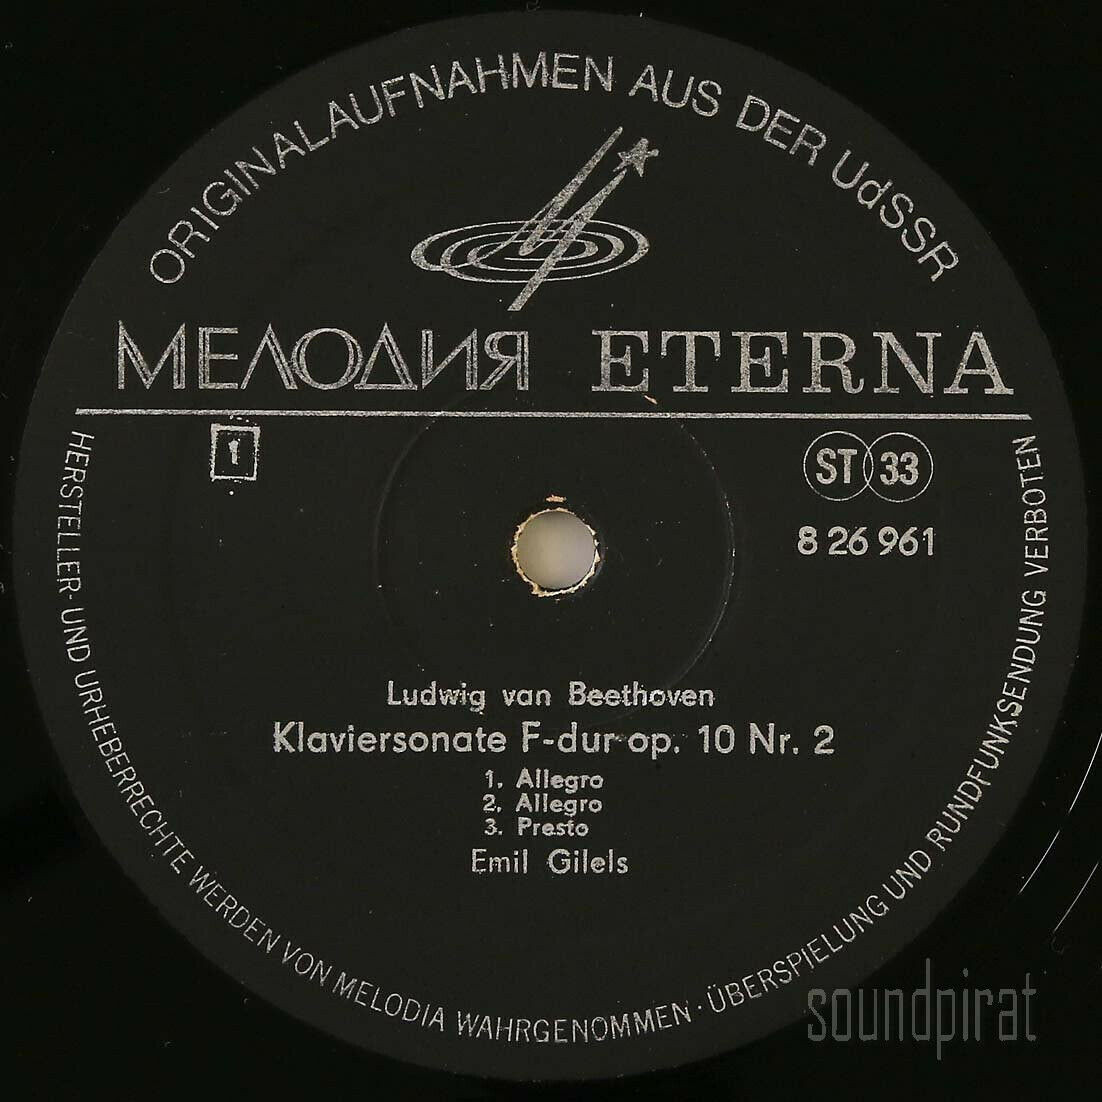 ORIGINALAUFNAHMEN AUS DER UdSSR
МЕЛОДИЯ ETERNA
1
ST 33
8 26 961
Ludwig van Beethoven
Klaviersonate F-dur op. 10 Nr. 2
1. Allegro
2. Allegro
3. Presto
Emil Gilels
HERSTELLER- UND URHEBERRECHTE WERDEN VON MELODIA WAHRGENOMMEN · ÜBERSPIELUNG UND RUNDFUNKSENDUNG VERBOTEN
soundpirat